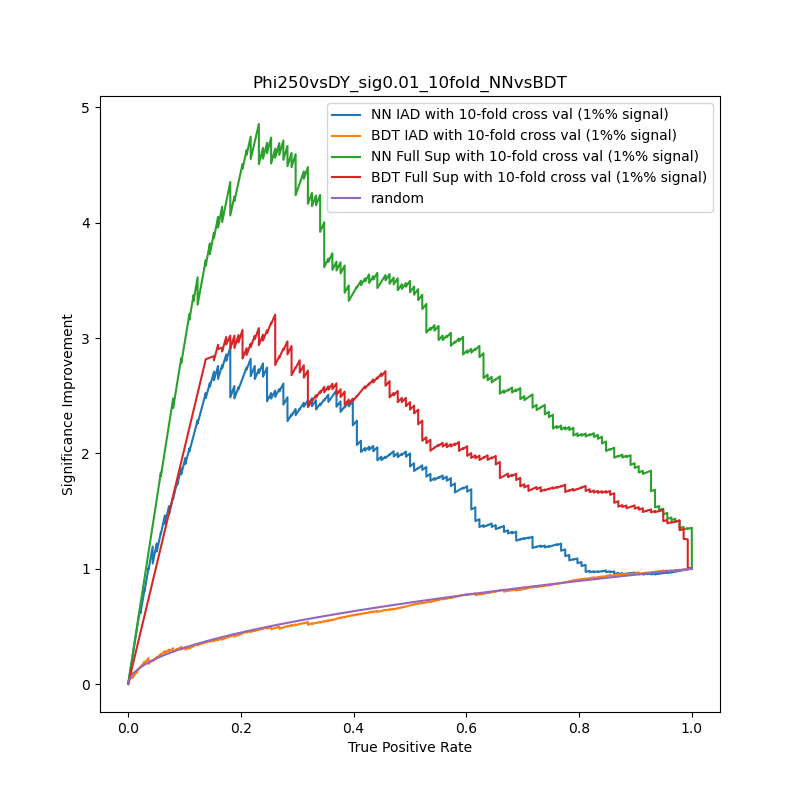 Phi250vsDY_sig0.01_10fold_NNvsBDT
NN IAD with 10-fold cross val (1%% signal)
BDT IAD with 10-fold cross val (1%% signal)
NN Full Sup with 10-fold cross val (1%% signal)
BDT Full Sup with 10-fold cross val (1%% signal)
random
Significance Improvement
5
4
3
2
1
0
0.0 0.2 0.4 0.6 0.8 1.0
True Positive Rate